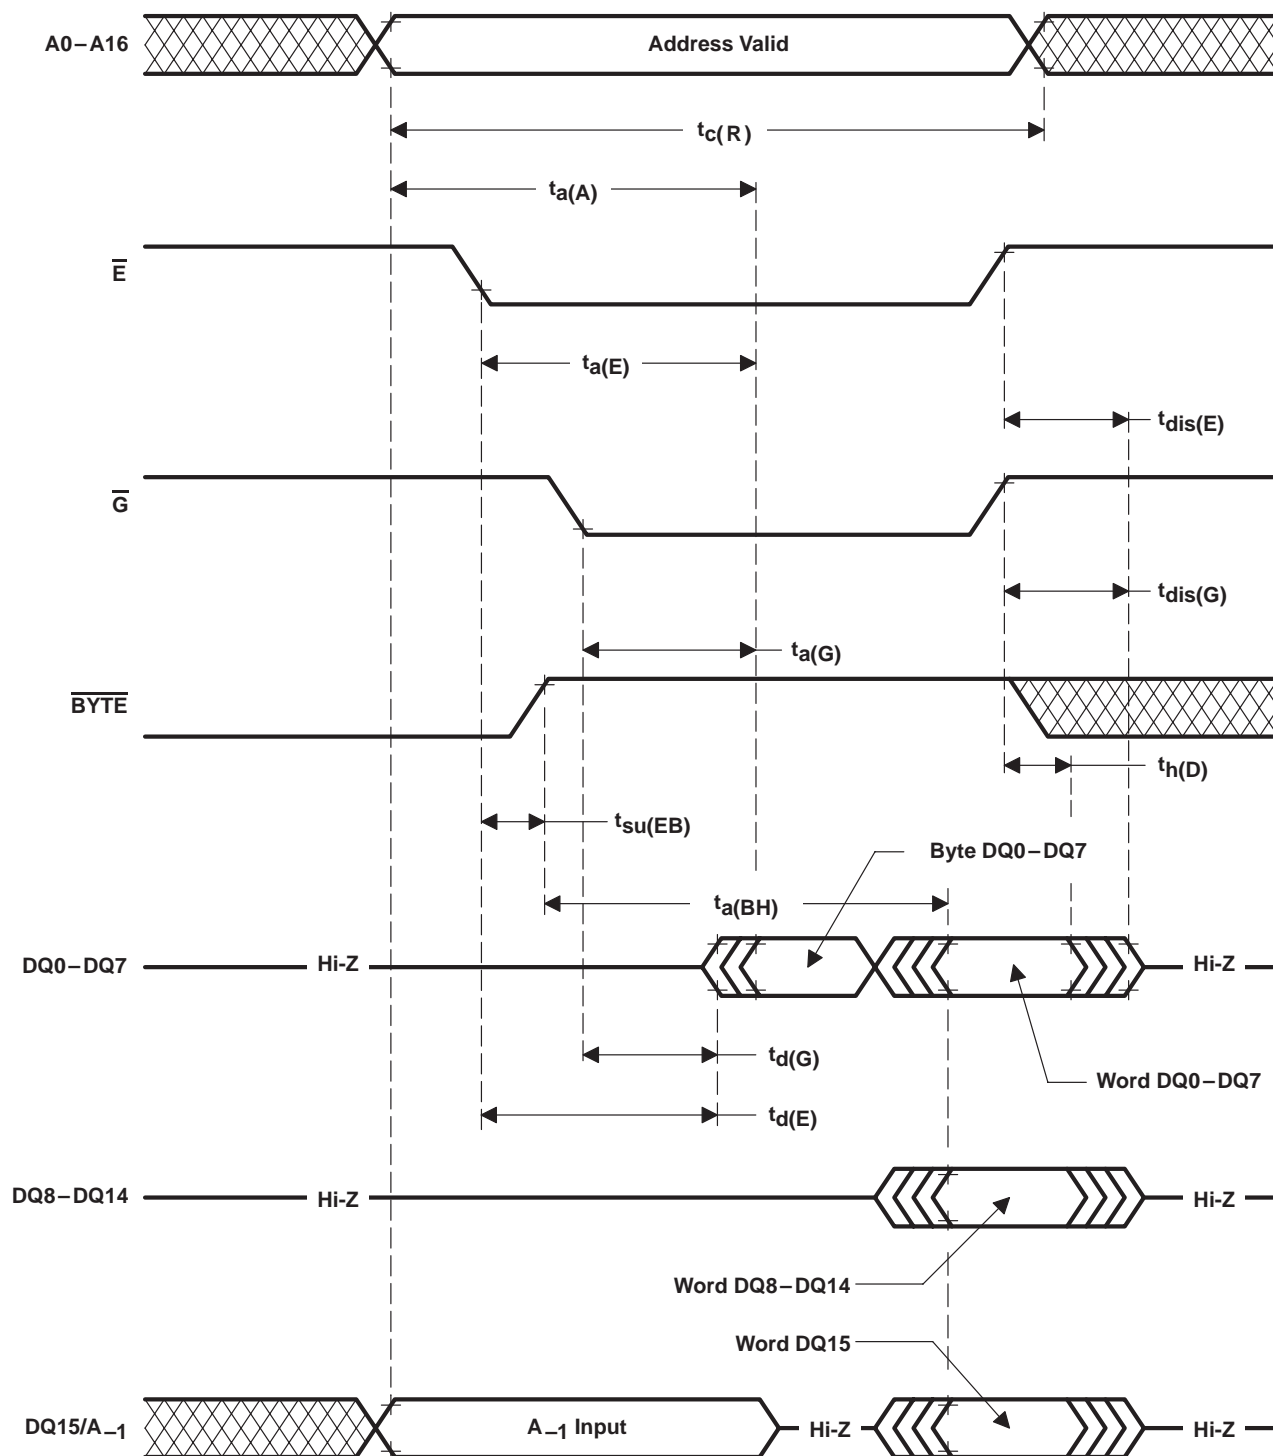 A0–A16
Address Valid
tc(R)
ta(A)
E
ta(E)
tdis(E)
G
tdis(G)
ta(G)
BYTE
th(D)
tsu(EB)
Byte DQ0–DQ7
ta(BH)
DQ0–DQ7 Hi-Z Hi-Z
td(G)
Word DQ0–DQ7
td(E)
DQ8–DQ14 Hi-Z Hi-Z
Word DQ8–DQ14
Word DQ15
DQ15/A–1 A–1 Input Hi-Z Hi-Z